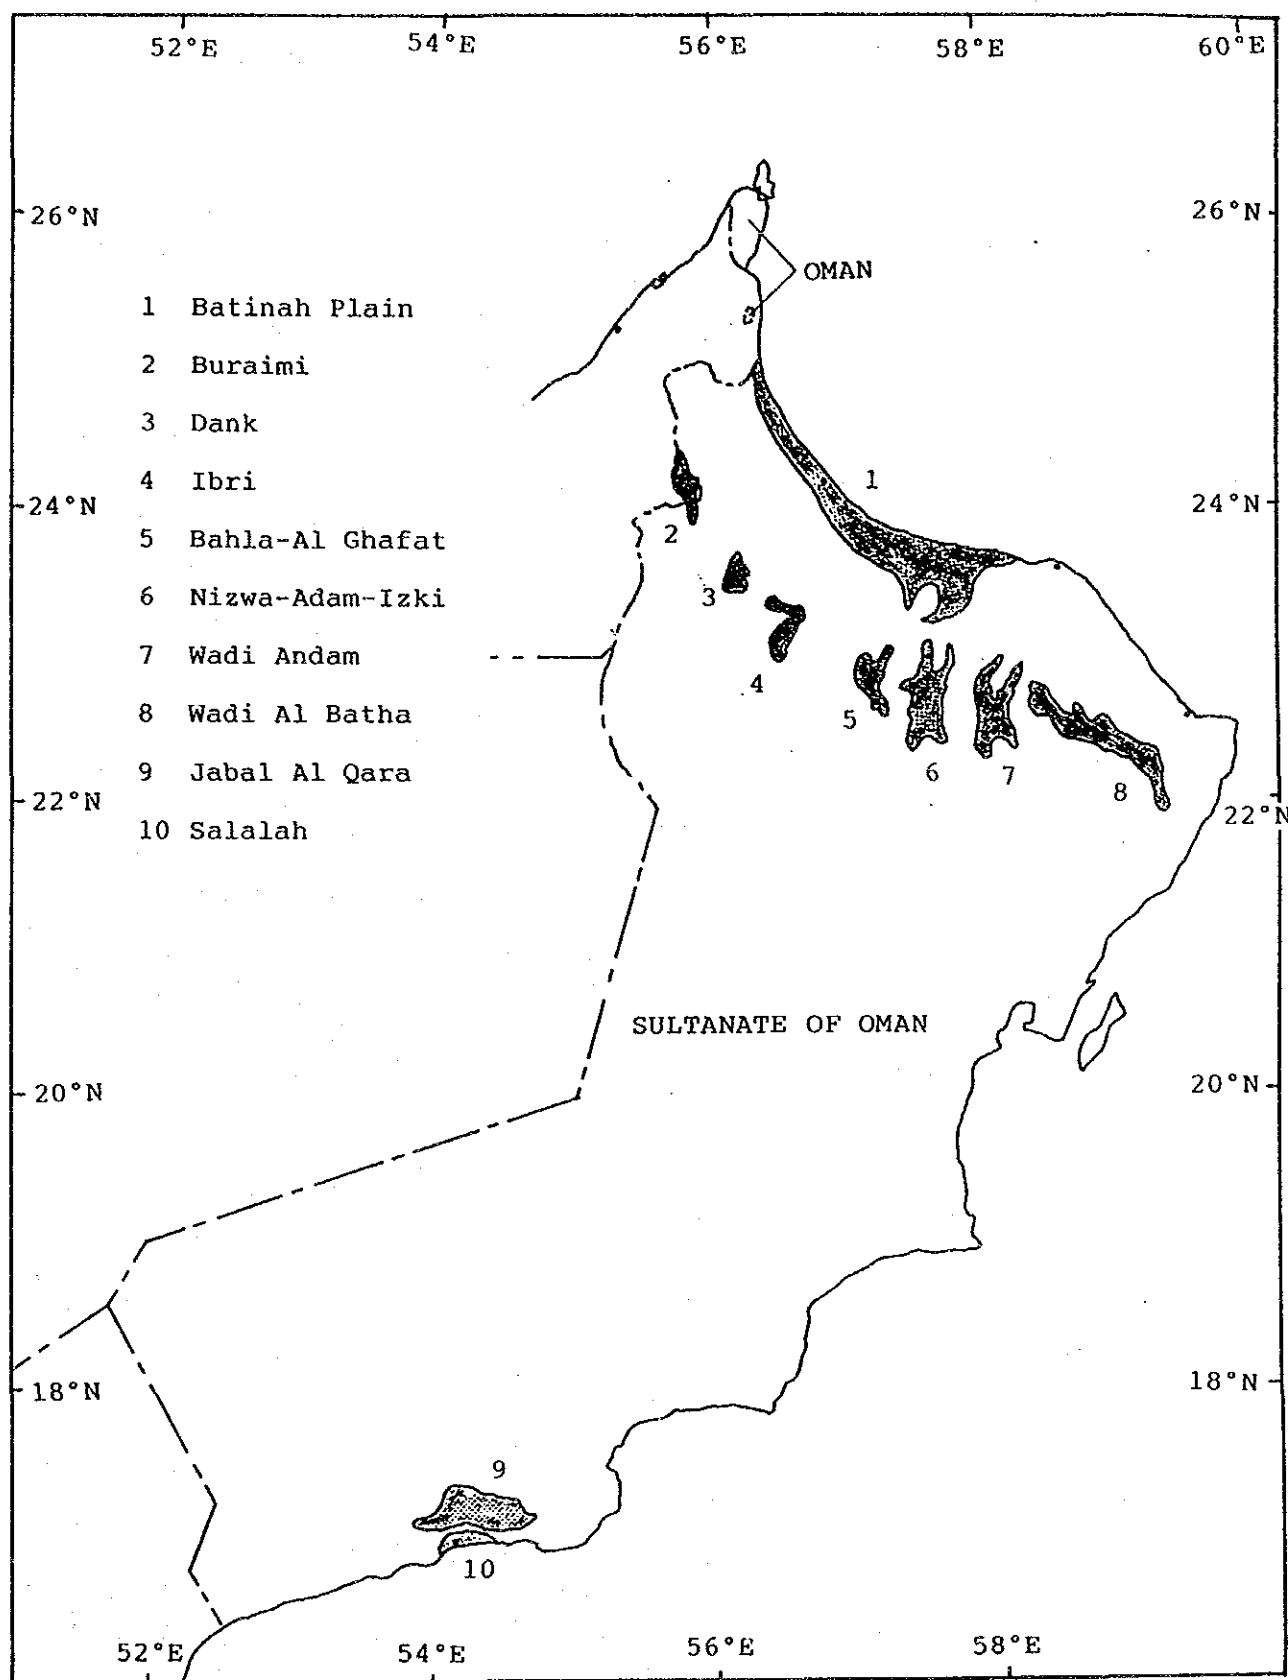 52°E 54°E 56°E 58°E 60°E
26°N 26°N
OMAN
1 Batinah Plain
2 Buraimi
3 Dank
4 Ibri
5 Bahla-Al Ghafat
6 Nizwa-Adam-Izki
7 Wadi Andam
8 Wadi Al Batha
9 Jabal Al Qara
10 Salalah
1
24°N 24°N
2
3
4
5
6
7
8
22°N 22°N
SULTANATE OF OMAN
20°N 20°N
18°N 18°N
9
10
52°E 54°E 56°E 58°E